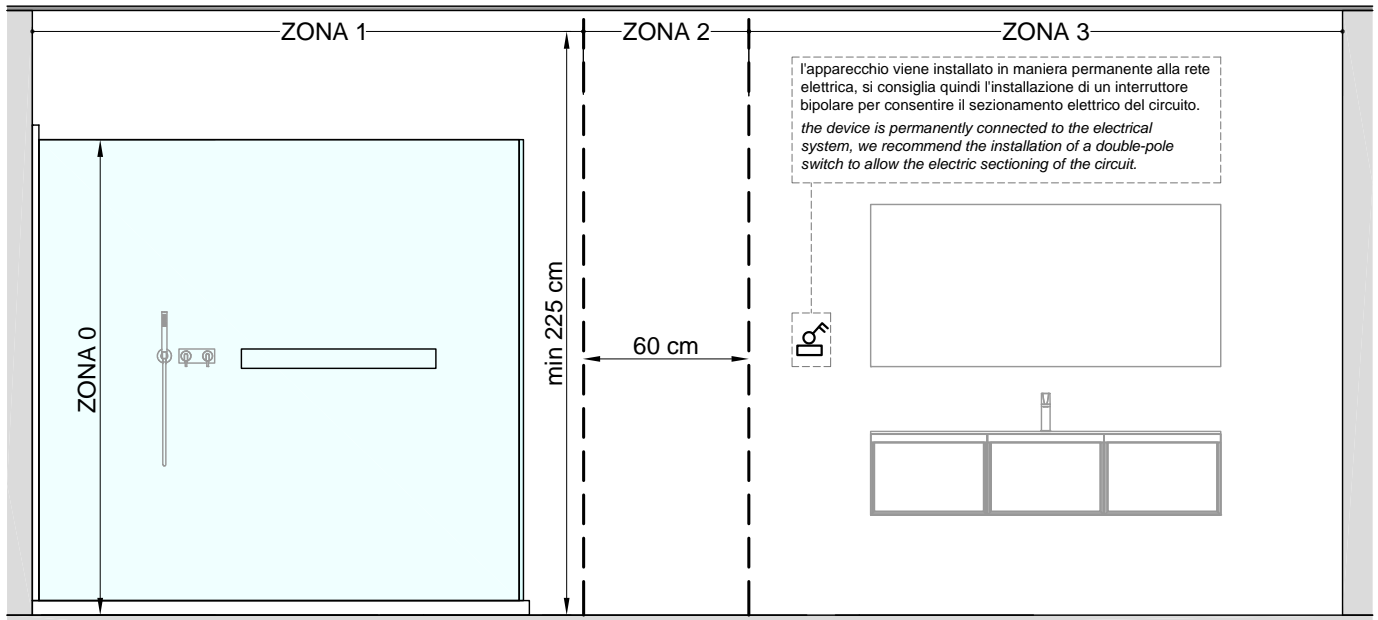 ZONA 1
ZONA 2
ZONA 3
l'apparecchio viene installato in maniera permanente alla rete
elettrica, si consiglia quindi l'installazione di un interruttore
bipolare per consentire il sezionamento elettrico del circuito.
the device is permanently connected to the electrical
system, we recommend the installation of a double-pole
switch to allow the electric sectioning of the circuit.
ZONA 0
min 225 cm
60 cm